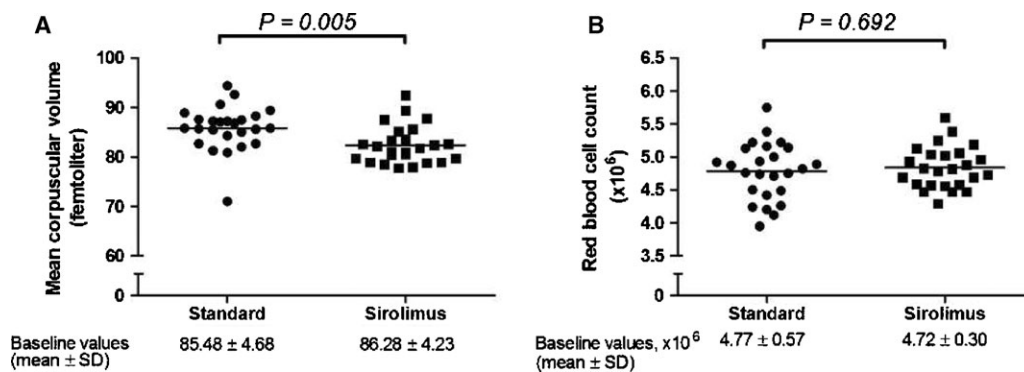 A
P = 0.005
Mean corpuscular volume
(femtoliter)
100
90
80
70
60
0
Standard
Sirolimus
Baseline values
(mean ± SD)
85.48 ± 4.68
86.28 ± 4.23
B
P = 0.692
Red blood cell count
(x10⁶)
6.5
6.0
5.5
5.0
4.5
4.0
3.5
0
Standard
Sirolimus
Baseline values, x10⁶
(mean ± SD)
4.77 ± 0.57
4.72 ± 0.30